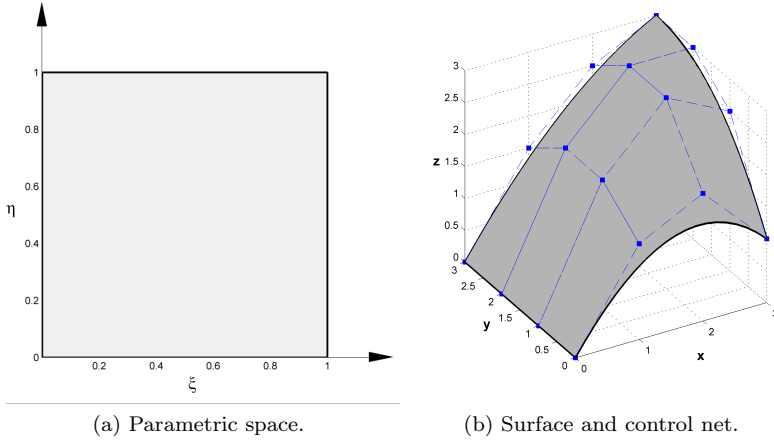 1
0.8
0.6
η
0.4
0.2
0
0.2 0.4 0.6 0.8 1
ξ
(a) Parametric space.
3
2.5
2
z 1.5
1
0.5
0
3
2.5
2
1.5
y
1
0.5
0
0
1
x
2
3
(b) Surface and control net.